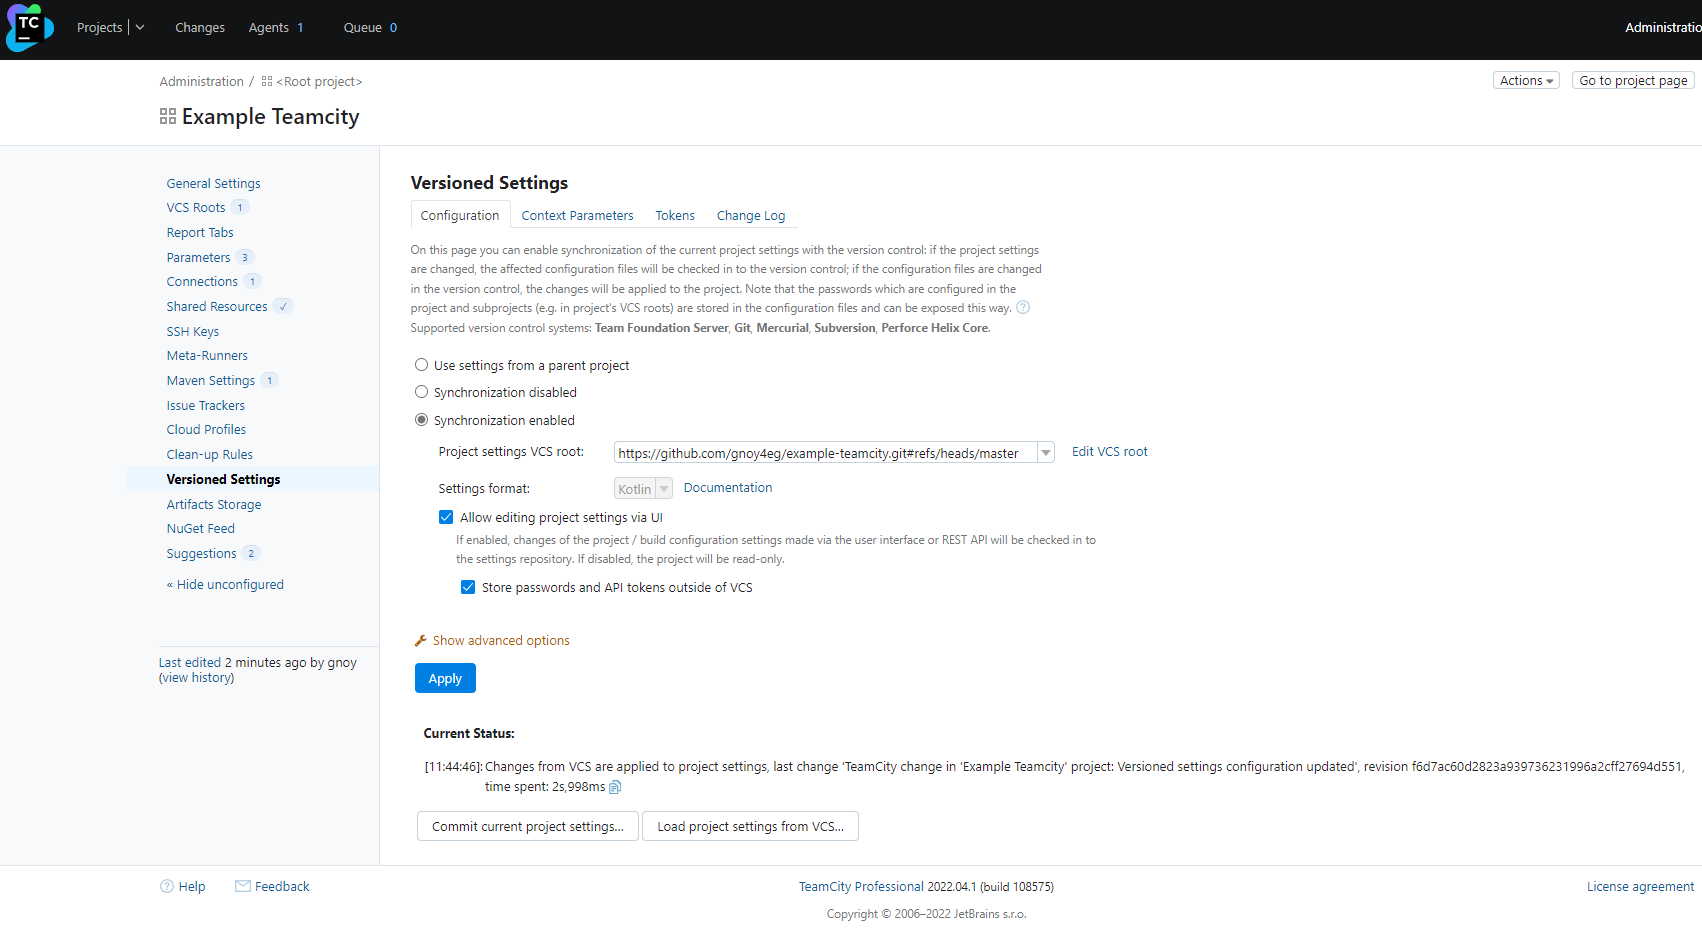 TC
Projects
Changes
Agents 1
Queue 0
Administratio
Administration / <Root project>
Actions
Go to project page
Example Teamcity
General Settings
VCS Roots 1
Report Tabs
Parameters 3
Connections 1
Shared Resources ✓
SSH Keys
Meta-Runners
Maven Settings 1
Issue Trackers
Cloud Profiles
Clean-up Rules
Versioned Settings
Artifacts Storage
NuGet Feed
Suggestions 2
« Hide unconfigured
Last edited 2 minutes ago by gnoy
(view history)
Versioned Settings
Configuration
Context Parameters
Tokens
Change Log
On this page you can enable synchronization of the current project settings with the version control: if the project settings
are changed, the affected configuration files will be checked in to the version control; if the configuration files are changed
in the version control, the changes will be applied to the project. Note that the passwords which are configured in the
project and subprojects (e.g. in project's VCS roots) are stored in the configuration files and can be exposed this way. ?
Supported version control systems: Team Foundation Server, Git, Mercurial, Subversion, Perforce Helix Core.
Use settings from a parent project
Synchronization disabled
Synchronization enabled
Project settings VCS root: https://github.com/gnoy4eg/example-teamcity.git#refs/heads/master Edit VCS root
Settings format: Kotlin Documentation
Allow editing project settings via UI
If enabled, changes of the project / build configuration settings made via the user interface or REST API will be checked in to
the settings repository. If disabled, the project will be read-only.
Store passwords and API tokens outside of VCS
Show advanced options
Apply
Current Status:
[11:44:46]: Changes from VCS are applied to project settings, last change 'TeamCity change in 'Example Teamcity' project: Versioned settings configuration updated', revision f6d7ac60d2823a939736231996a2cff27694d551,
time spent: 2s,998ms
Commit current project settings...
Load project settings from VCS...
? Help
Feedback
TeamCity Professional 2022.04.1 (build 108575)
License agreement
Copyright © 2006–2022 JetBrains s.r.o.